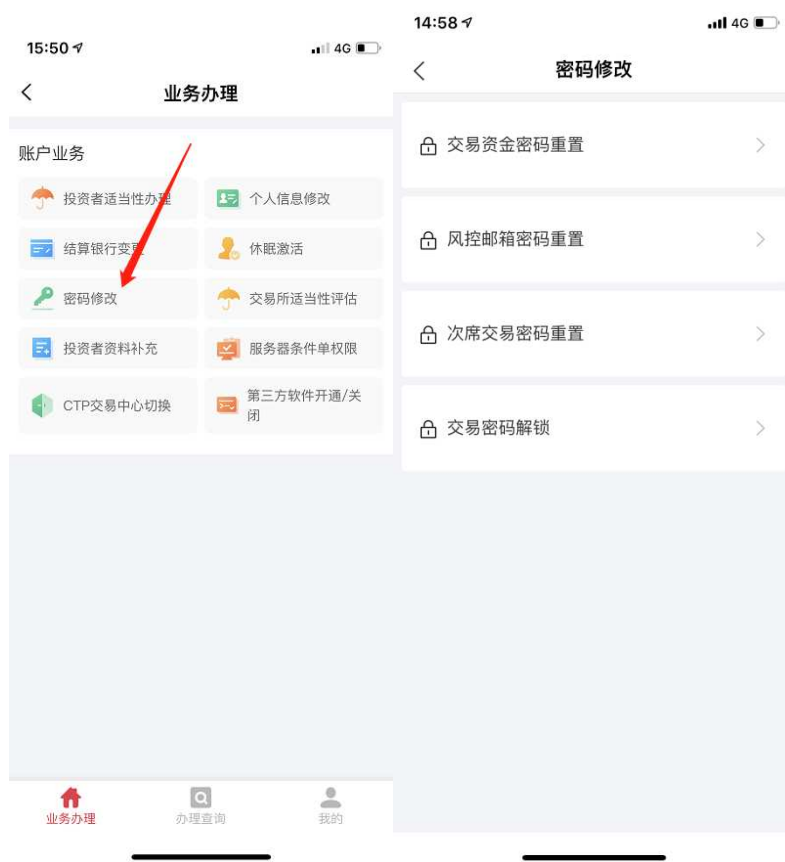 15:50
4G
业务办理
账户业务
投资者适当性办理
个人信息修改
结算银行变更
休眠激活
密码修改
交易所适当性评估
投资者资料补充
服务器条件单权限
CTP交易中心切换
第三方软件开通/关
闭
业务办理
办理查询
我的
14:58
4G
密码修改
交易资金密码重置
风控邮箱密码重置
次席交易密码重置
交易密码解锁